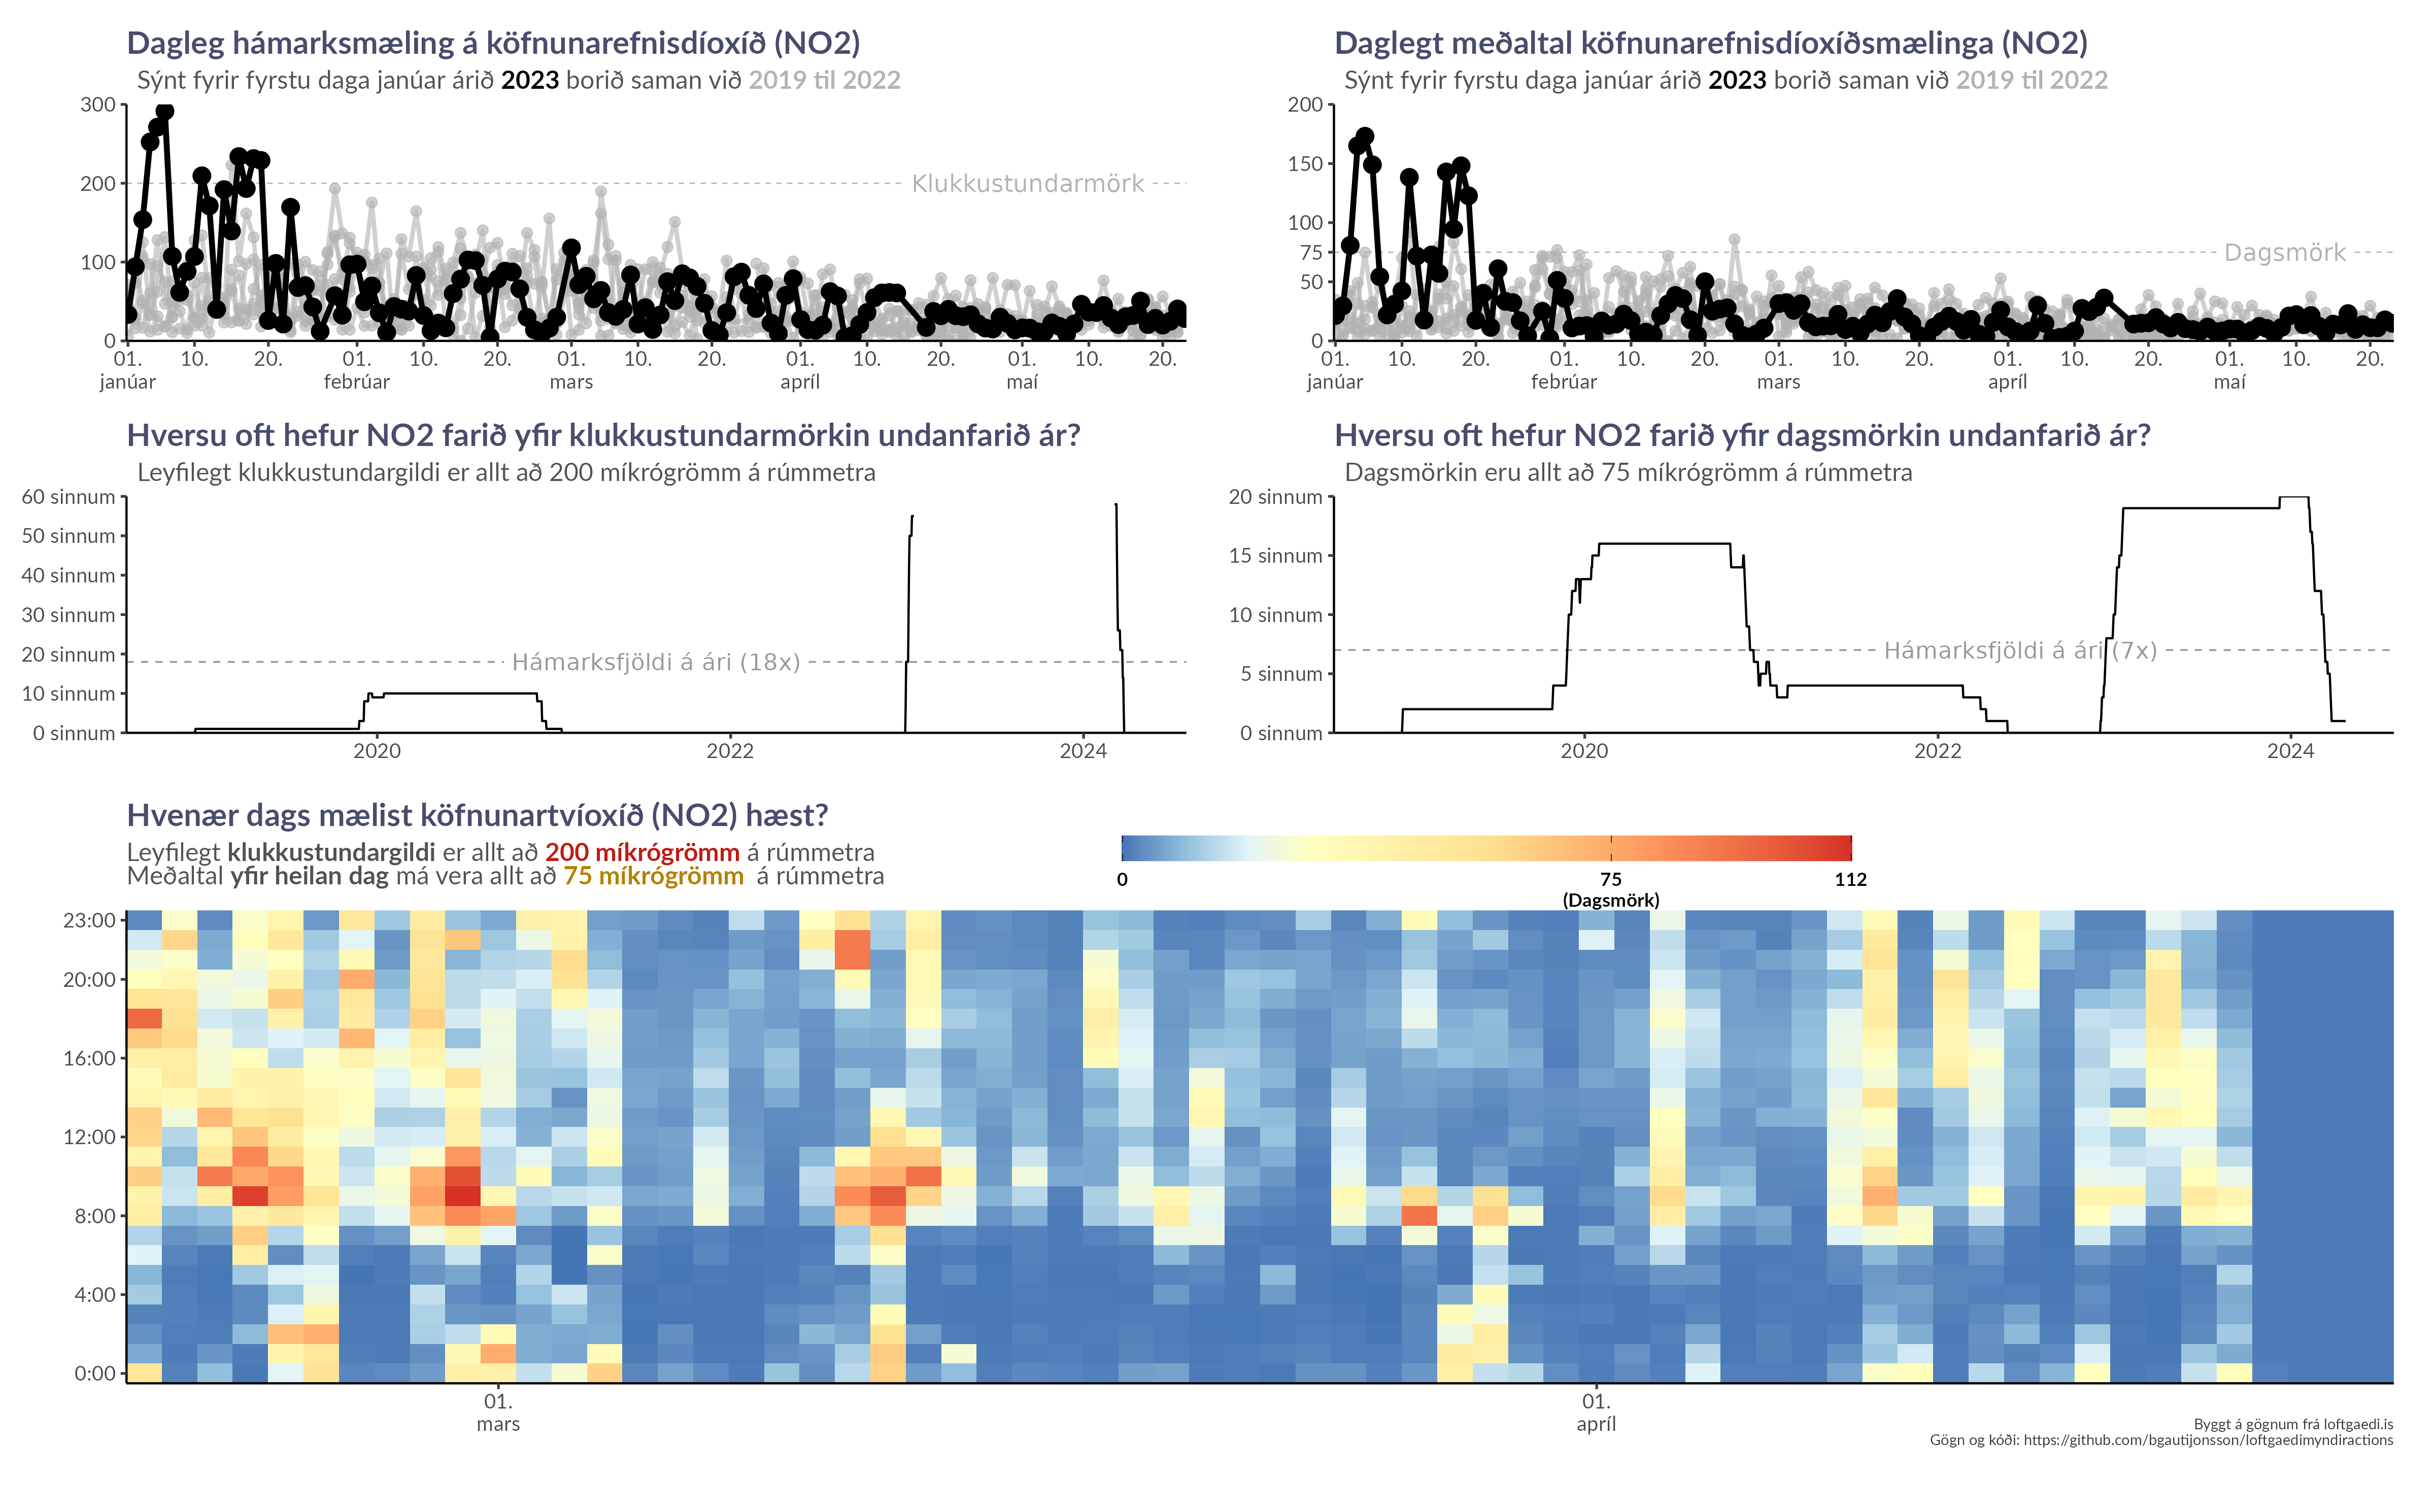 Dagleg hámarksmæling á köfnunarefnisdíoxíð (NO2)
Sýnt fyrir fyrstu daga janúar árið 2023 borið saman við 2019 til 2022
300
200
100
0
Klukkustundarmörk
01. 10. 20. 01. 10. 20. 01. 10. 20. 01. 10. 20. 01. 10. 20.
janúar febrúar mars apríl maí
Daglegt meðaltal köfnunarefnisdíoxíðsmælinga (NO2)
Sýnt fyrir fyrstu daga janúar árið 2023 borið saman við 2019 til 2022
200
150
100
75
50
0
Dagsmörk
01. 10. 20. 01. 10. 20. 01. 10. 20. 01. 10. 20. 01. 10. 20.
janúar febrúar mars apríl maí
Hversu oft hefur NO2 farið yfir klukkustundarmörkin undanfarið ár?
Leyfilegt klukkustundargildi er allt að 200 míkrógrömm á rúmmetra
60 sinnum
50 sinnum
40 sinnum
30 sinnum
20 sinnum
10 sinnum
0 sinnum
Hámarksfjöldi á ári (18x)
2020 2022 2024
Hversu oft hefur NO2 farið yfir dagsmörkin undanfarið ár?
Dagsmörkin eru allt að 75 míkrógrömm á rúmmetra
20 sinnum
15 sinnum
10 sinnum
5 sinnum
0 sinnum
Hámarksfjöldi á ári (7x)
2020 2022 2024
Hvenær dags mælist köfnunartvíoxíð (NO2) hæst?
Leyfilegt klukkustundargildi er allt að 200 míkrógrömm á rúmmetra
Meðaltal yfir heilan dag má vera allt að 75 míkrógrömm á rúmmetra
0 75 112
(Dagsmörk)
23:00
20:00
16:00
12:00
8:00
4:00
0:00
01. 01.
mars apríl
Byggt á gögnum frá loftgaedi.is
Gögn og kóði: https://github.com/bgautijonsson/loftgaedimyndiractions